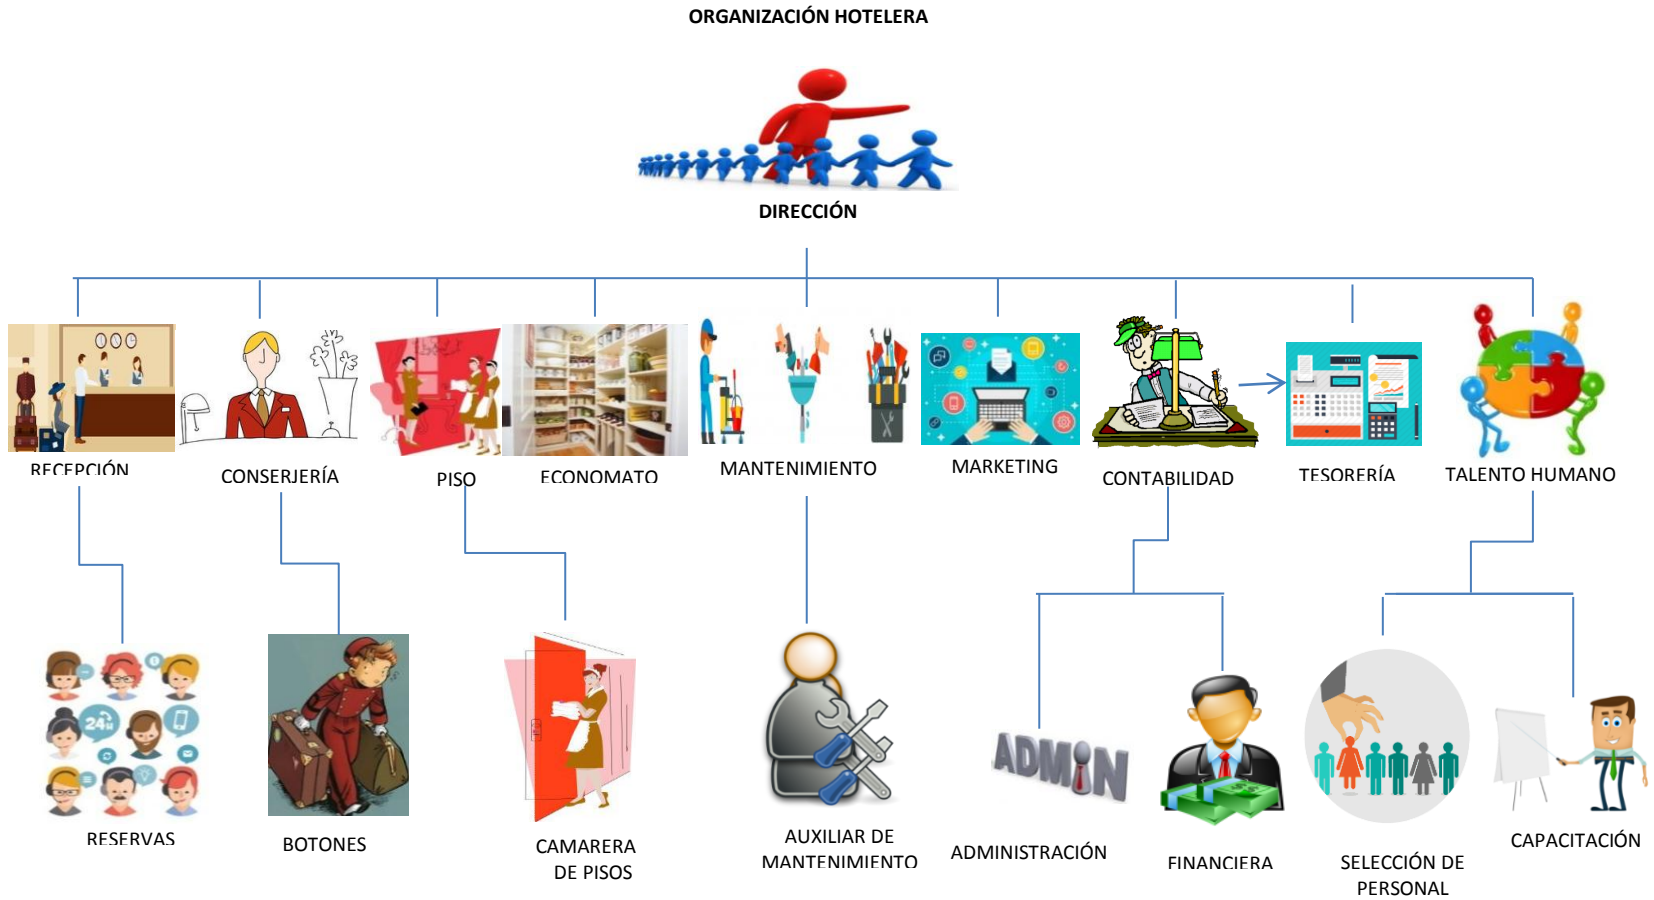 ORGANIZACIÓN HOTELERA
DIRECCIÓN
RECEPCIÓN
CONSERJERÍA
PISO
ECONOMATO
MANTENIMIENTO
MARKETING
CONTABILIDAD
TESORERÍA
TALENTO HUMANO
24
ADMIN
RESERVAS
BOTONES
CAMARERA
DE PISOS
AUXILIAR DE
MANTENIMIENTO
ADMINISTRACIÓN
FINANCIERA
SELECCIÓN DE
PERSONAL
CAPACITACIÓN